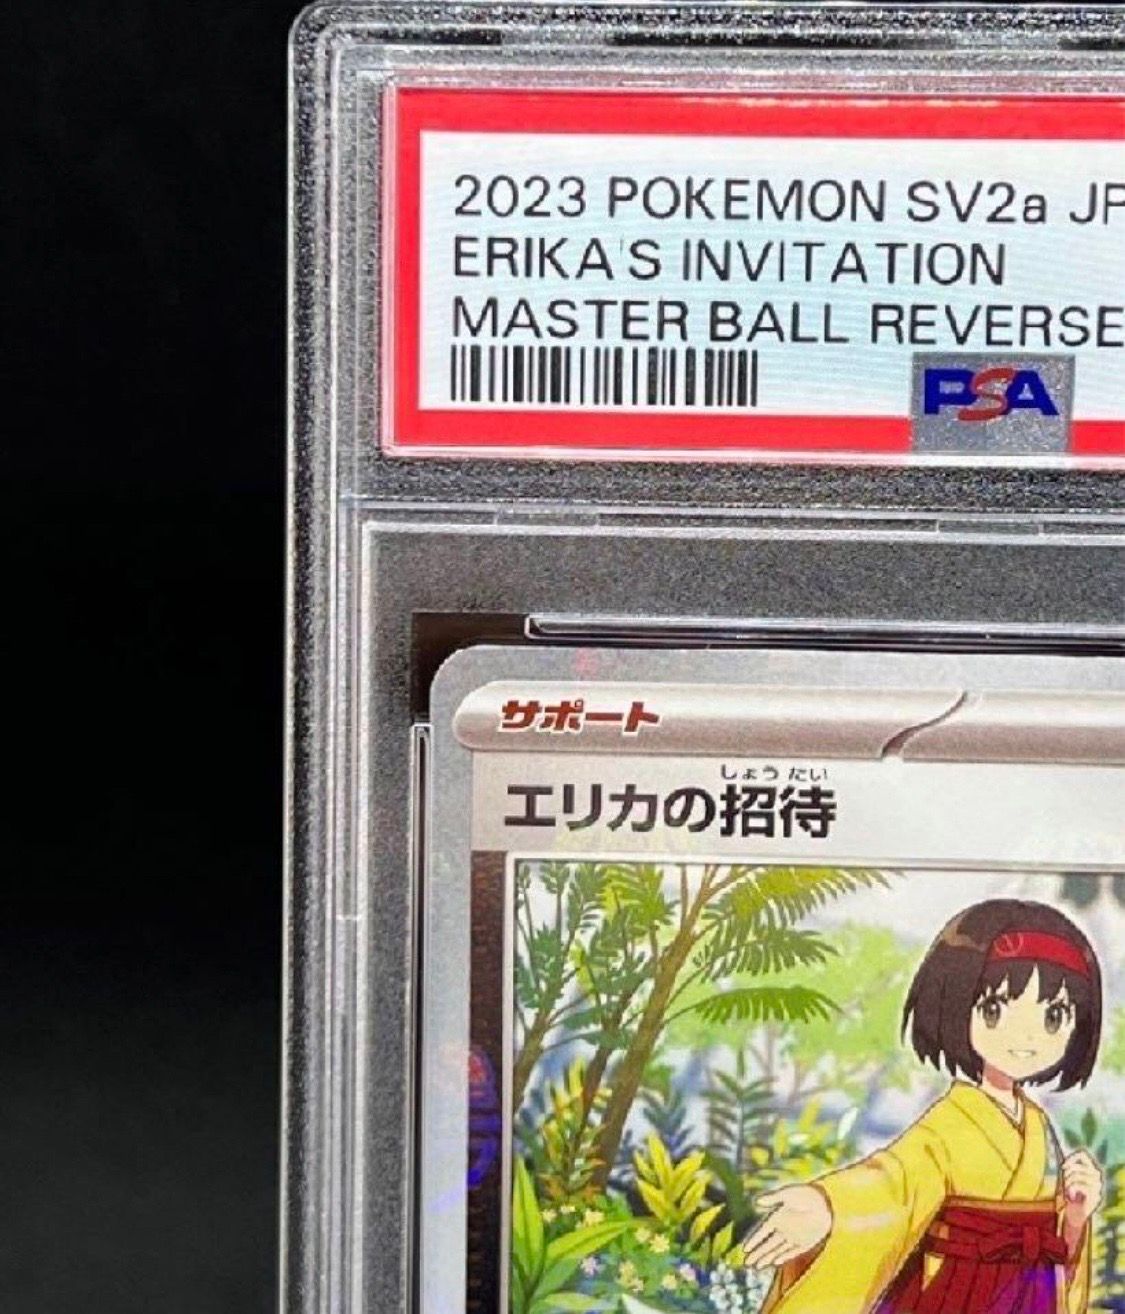 2023 POKEMON SV2a JP
ERIKA'S INVITATION
MASTER BALL REVERSE
PSA
サポート
しょうたい
エリカの招待